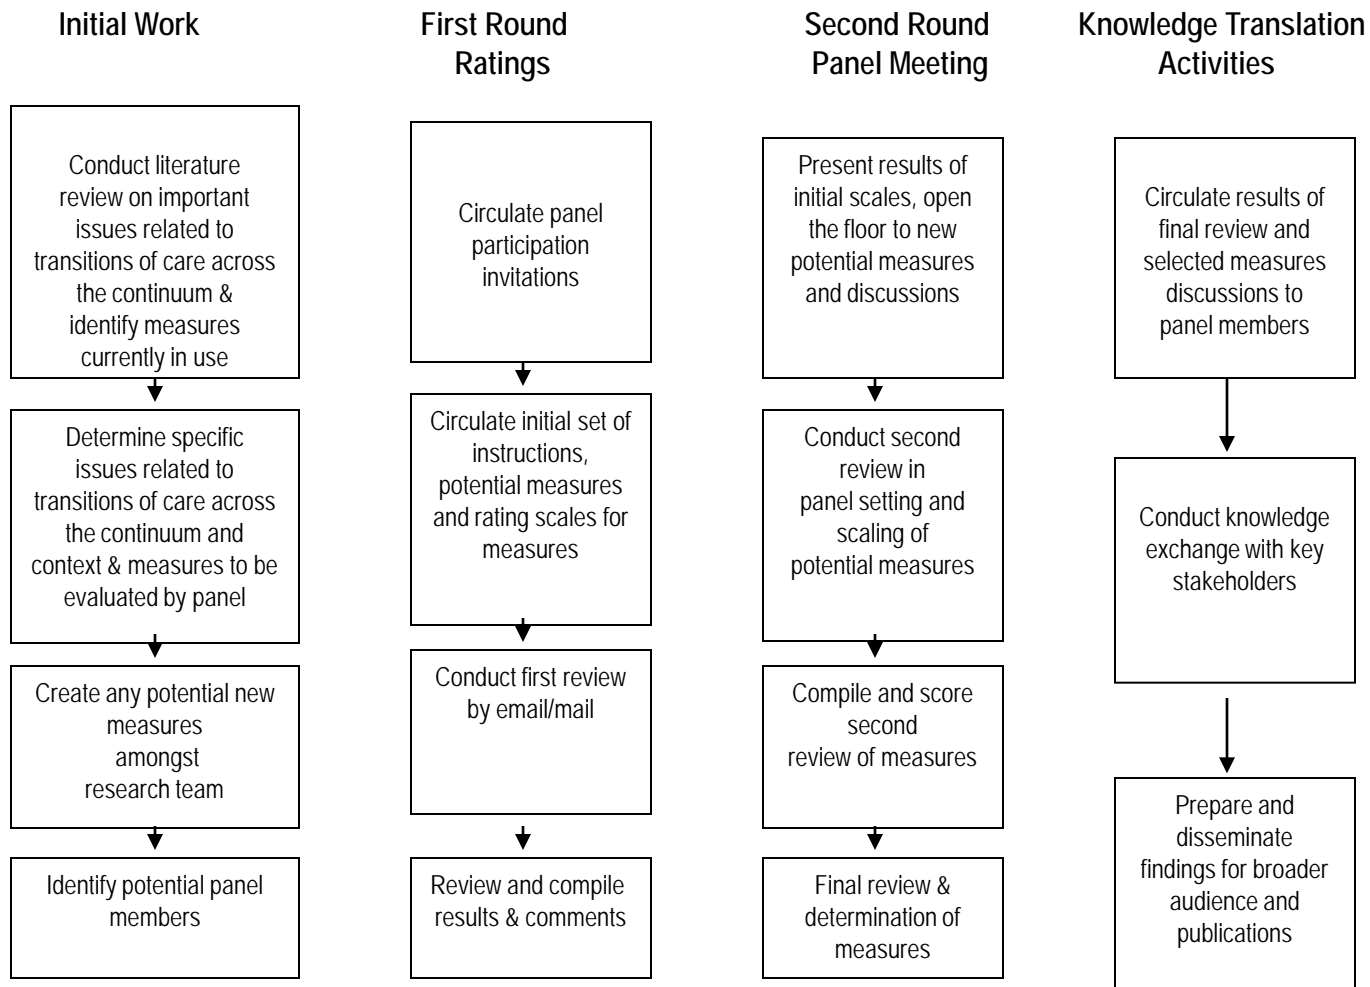 Initial Work
Conduct literature
review on important
issues related to
transitions of care across
the continuum &
identify measures
currently in use
Determine specific
issues related to
transitions of care across
the continuum and
context & measures to be
evaluated by panel
Create any potential new
measures
amongst
research team
Identify potential panel
members
First Round
Ratings
Circulate panel
participation
invitations
Circulate initial set of
instructions,
potential measures
and rating scales for
measures
Conduct first review
by email/mail
Review and compile
results & comments
Second Round
Panel Meeting
Present results of
initial scales, open
the floor to new
potential measures
and discussions
Conduct second
review in
panel setting and
scaling of
potential measures
Compile and score
second
review of measures
Final review &
determination of
measures
Knowledge Translation
Activities
Circulate results of
final review and
selected measures
discussions to
panel members
Conduct knowledge
exchange with key
stakeholders
Prepare and
disseminate
findings for broader
audience and
publications